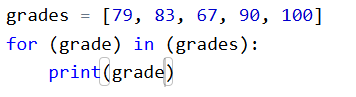 grades = [79, 83, 67, 90, 100]
for (grade) in (grades):
    print(grade)